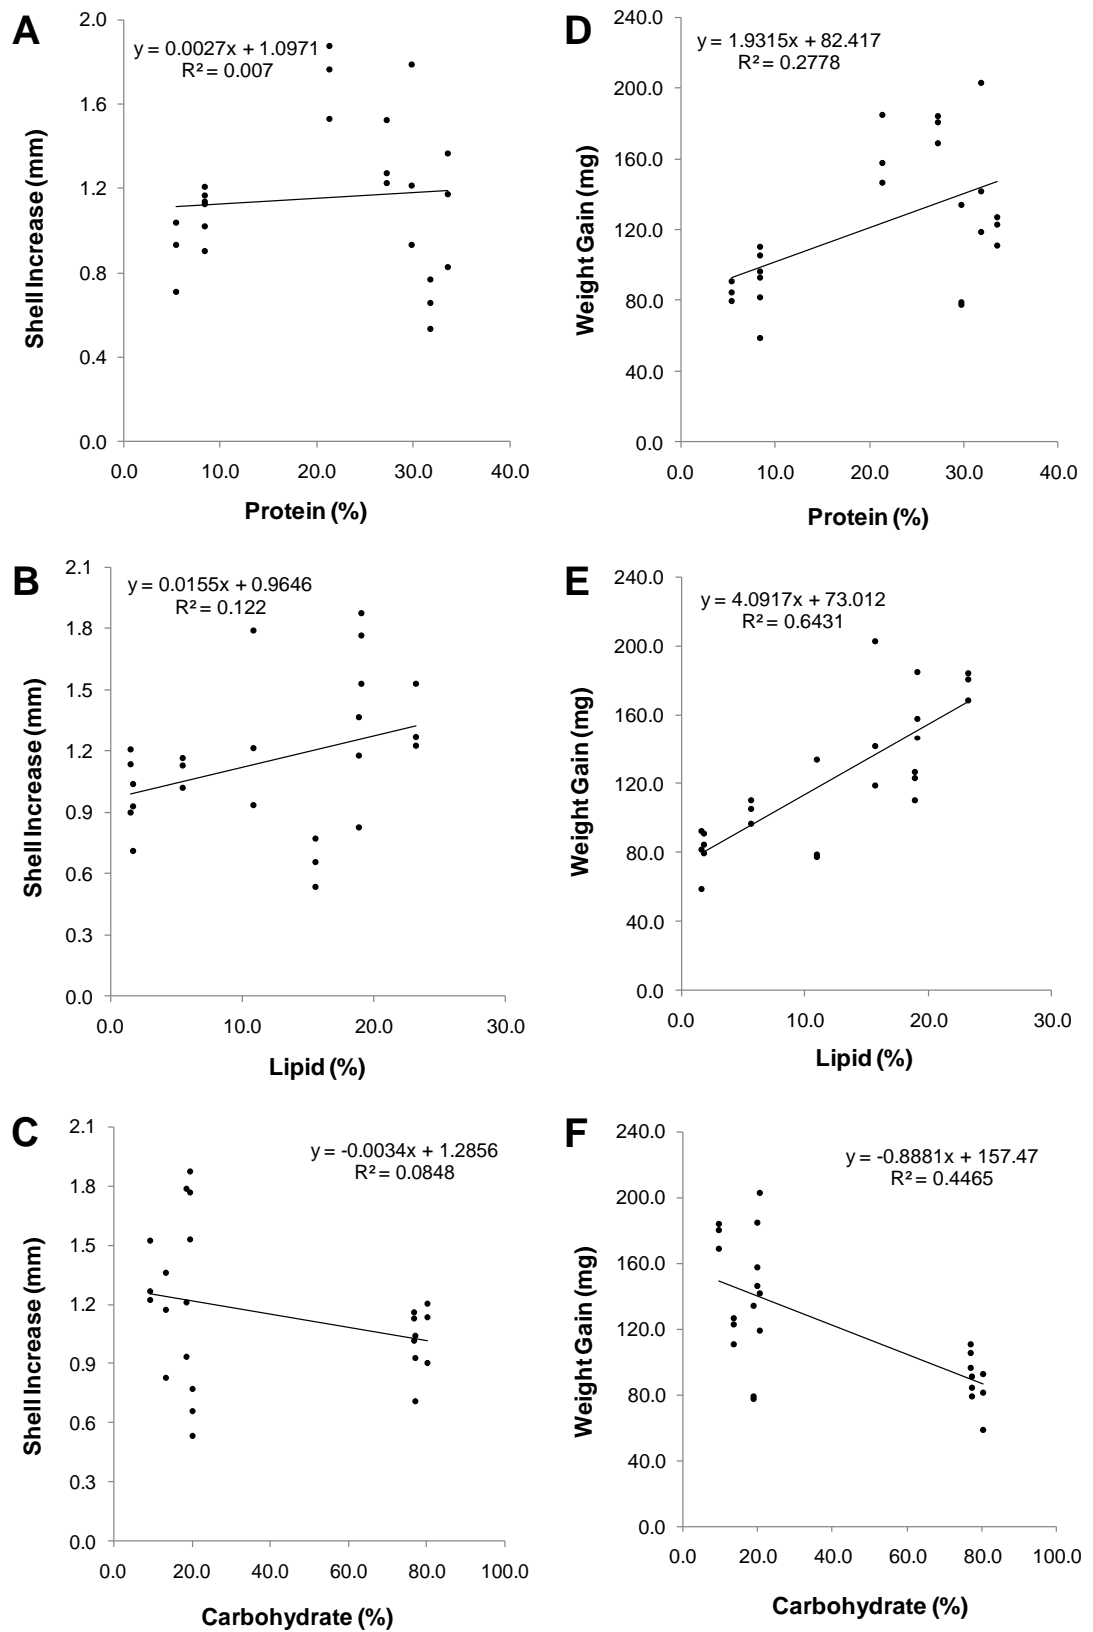 A
y = 0.0027x + 1.0971
R² = 0.007
2.0
1.6
1.2
0.8
0.4
0.0
Shell Increase (mm)
0.0 10.0 20.0 30.0 40.0
Protein (%)
D
y = 1.9315x + 82.417
R² = 0.2778
240.0
200.0
160.0
120.0
80.0
40.0
0.0
Weight Gain (mg)
0.0 10.0 20.0 30.0 40.0
Protein (%)
B
y = 0.0155x + 0.9646
R² = 0.122
2.1
1.8
1.5
1.2
0.9
0.6
0.3
0.0
Shell Increase (mm)
0.0 10.0 20.0 30.0
Lipid (%)
E
y = 4.0917x + 73.012
R² = 0.6431
240.0
200.0
160.0
120.0
80.0
40.0
0.0
Weight Gain (mg)
0.0 10.0 20.0 30.0
Lipid (%)
C
y = -0.0034x + 1.2856
R² = 0.0848
2.1
1.8
1.5
1.2
0.9
0.6
0.3
0.0
Shell Increase (mm)
0.0 20.0 40.0 60.0 80.0 100.0
Carbohydrate (%)
F
y = -0.8881x + 157.47
R² = 0.4465
240.0
200.0
160.0
120.0
80.0
40.0
0.0
Weight Gain (mg)
0.0 20.0 40.0 60.0 80.0 100.0
Carbohydrate (%)